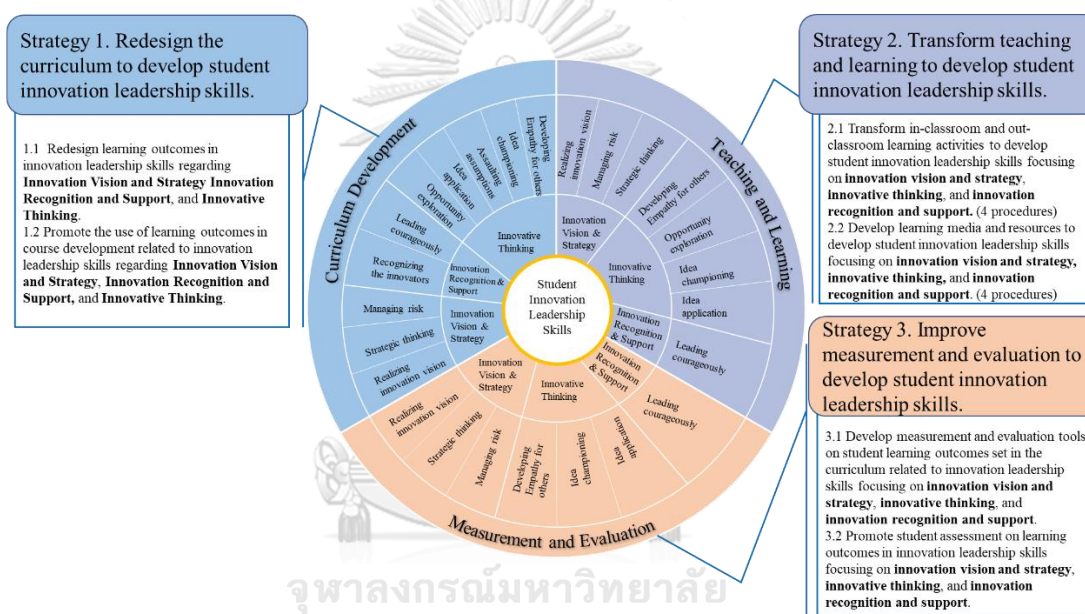 Strategy 1. Redesign the
curriculum to develop student
innovation leadership skills.
1.1 Redesign learning outcomes in
innovation leadership skills regarding
Innovation Vision and Strategy Innovation
Recognition and Support, and Innovative
Thinking.
1.2 Promote the use of learning outcomes in
course development related to innovation
leadership skills regarding Innovation Vision
and Strategy, Innovation Recognition and
Support, and Innovative Thinking.
Strategy 2. Transform teaching
and learning to develop student
innovation leadership skills.
2.1 Transform in-classroom and out-
classroom learning activities to develop
student innovation leadership skills focusing
on innovation vision and strategy,
innovative thinking, and innovation
recognition and support. (4 procedures)
2.2 Develop learning media and resources to
develop student innovation leadership skills
focusing on innovation vision and strategy,
innovative thinking, and innovation
recognition and support. (4 procedures)
Strategy 3. Improve
measurement and evaluation to
develop student innovation
leadership skills.
3.1 Develop measurement and evaluation tools
on student learning outcomes set in the
curriculum related to innovation leadership
skills focusing on innovation vision and
strategy, innovative thinking, and
innovation recognition and support.
3.2 Promote student assessment on learning
outcomes in innovation leadership skills
focusing on innovation vision and strategy,
innovative thinking, and innovation
recognition and support.
Student
Innovation
Leadership
Skills
Curriculum Development
Innovative
Thinking
Developing
Empathy for others
Idea
championing
Assaulting
assumptions
Idea
application
Opportunity
exploration
Innovation
Recognition &
Support
Leading
courageously
Recognizing
the innovators
Innovation
Vision &
Strategy
Managing risk
Strategic thinking
Realizing
innovation vision
Teaching and Learning
Innovation
Vision
& Strategy
Realizing
innovation vision
Managing risk
Strategic thinking
Innovative
Thinking
Developing
Empathy for others
Opportunity
exploration
Idea
championing
Idea
application
Innovation
Recognition
& Support
Leading
courageously
Measurement and Evaluation
Innovation
Vision &
Strategy
Realizing
innovation vision
Strategic thinking
Managing risk
Innovative
Thinking
Developing
Empathy for
others
Idea
championing
Idea
application
Innovation
Recognition
& Support
Leading
courageously
จุฬาลงกรณ์มหาวิทยาลัย